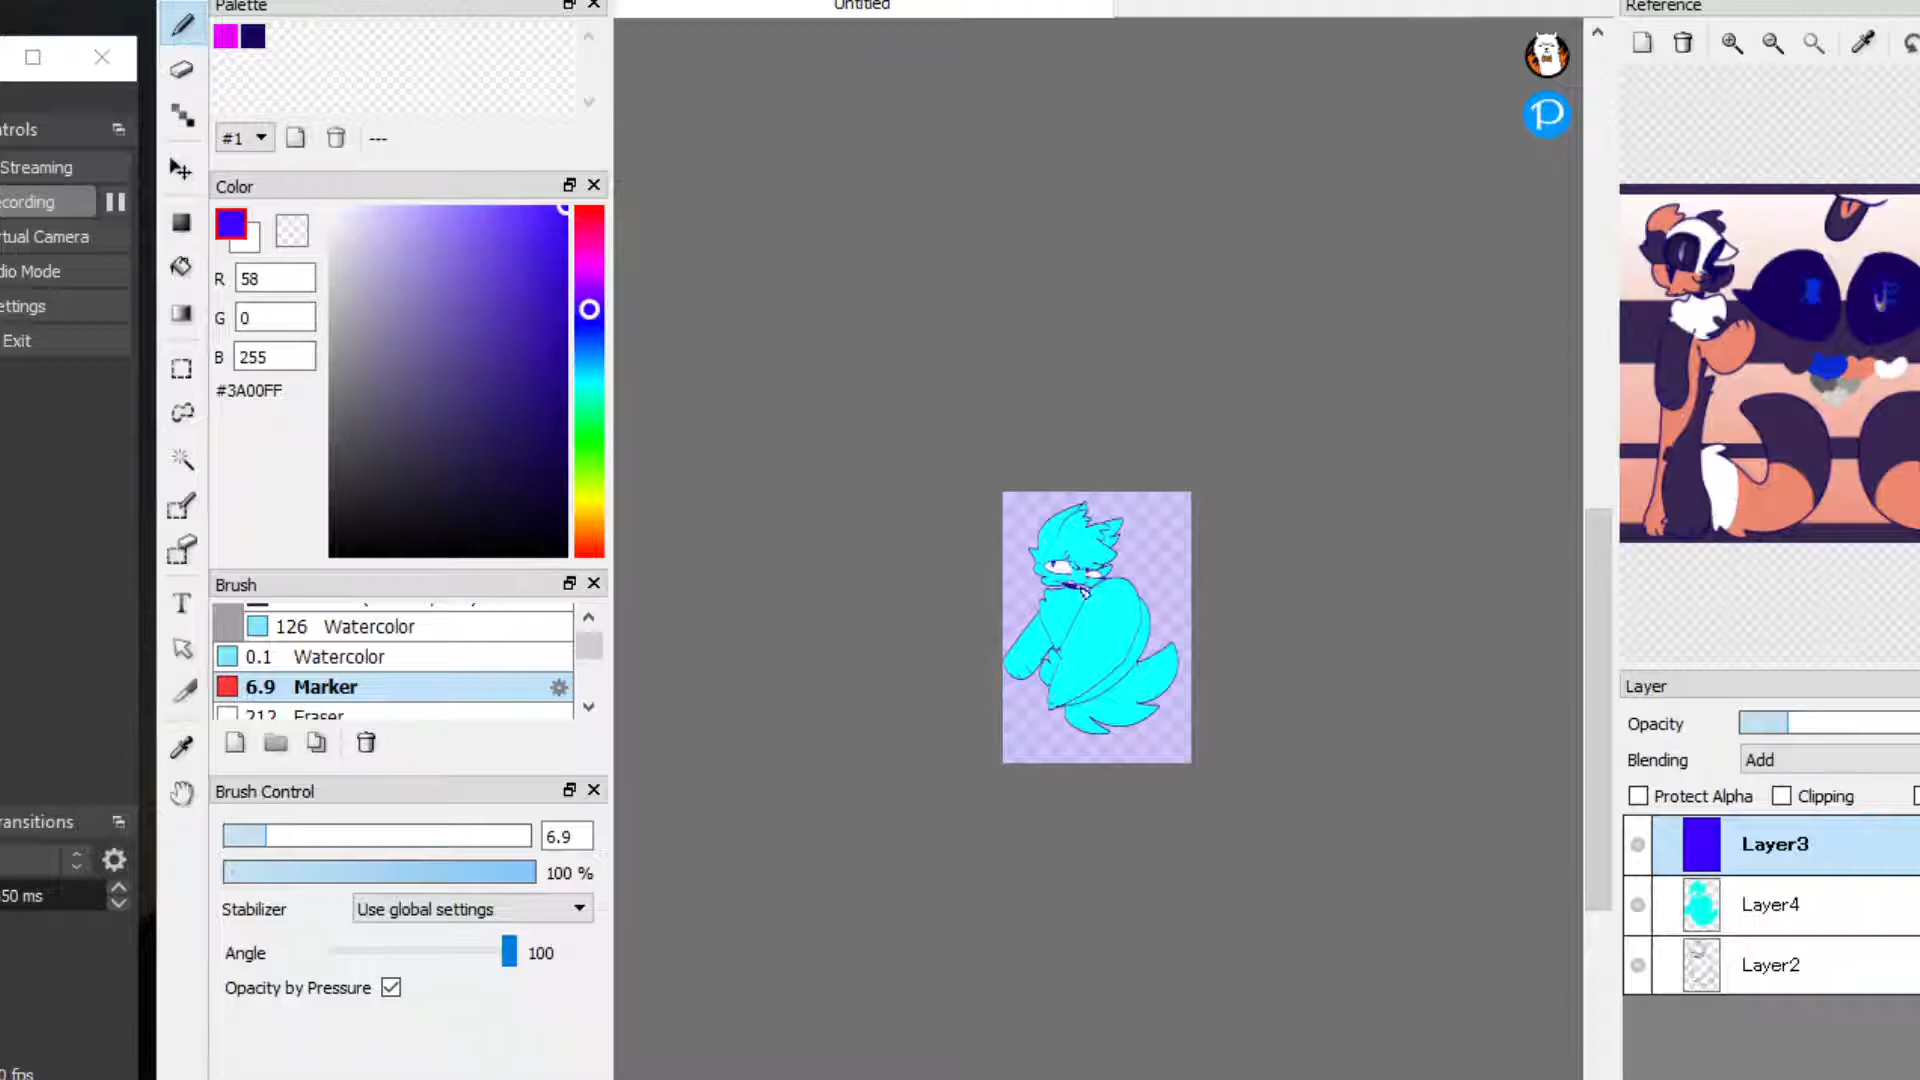 Palette
Untitled
Reference
#1
---
Color
R 58
G 0
B 255
#3A00FF
Brush
126 Watercolor
0.1 Watercolor
6.9 Marker
212 Eraser
Brush Control
6.9
100 %
Stabilizer Use global settings
Angle 100
Opacity by Pressure
trols
Streaming
ecording
rtual Camera
dio Mode
ettings
Exit
ransitions
50 ms
0 fps
P
Layer
Opacity
Blending Add
Protect Alpha Clipping
Layer3
Layer4
Layer2